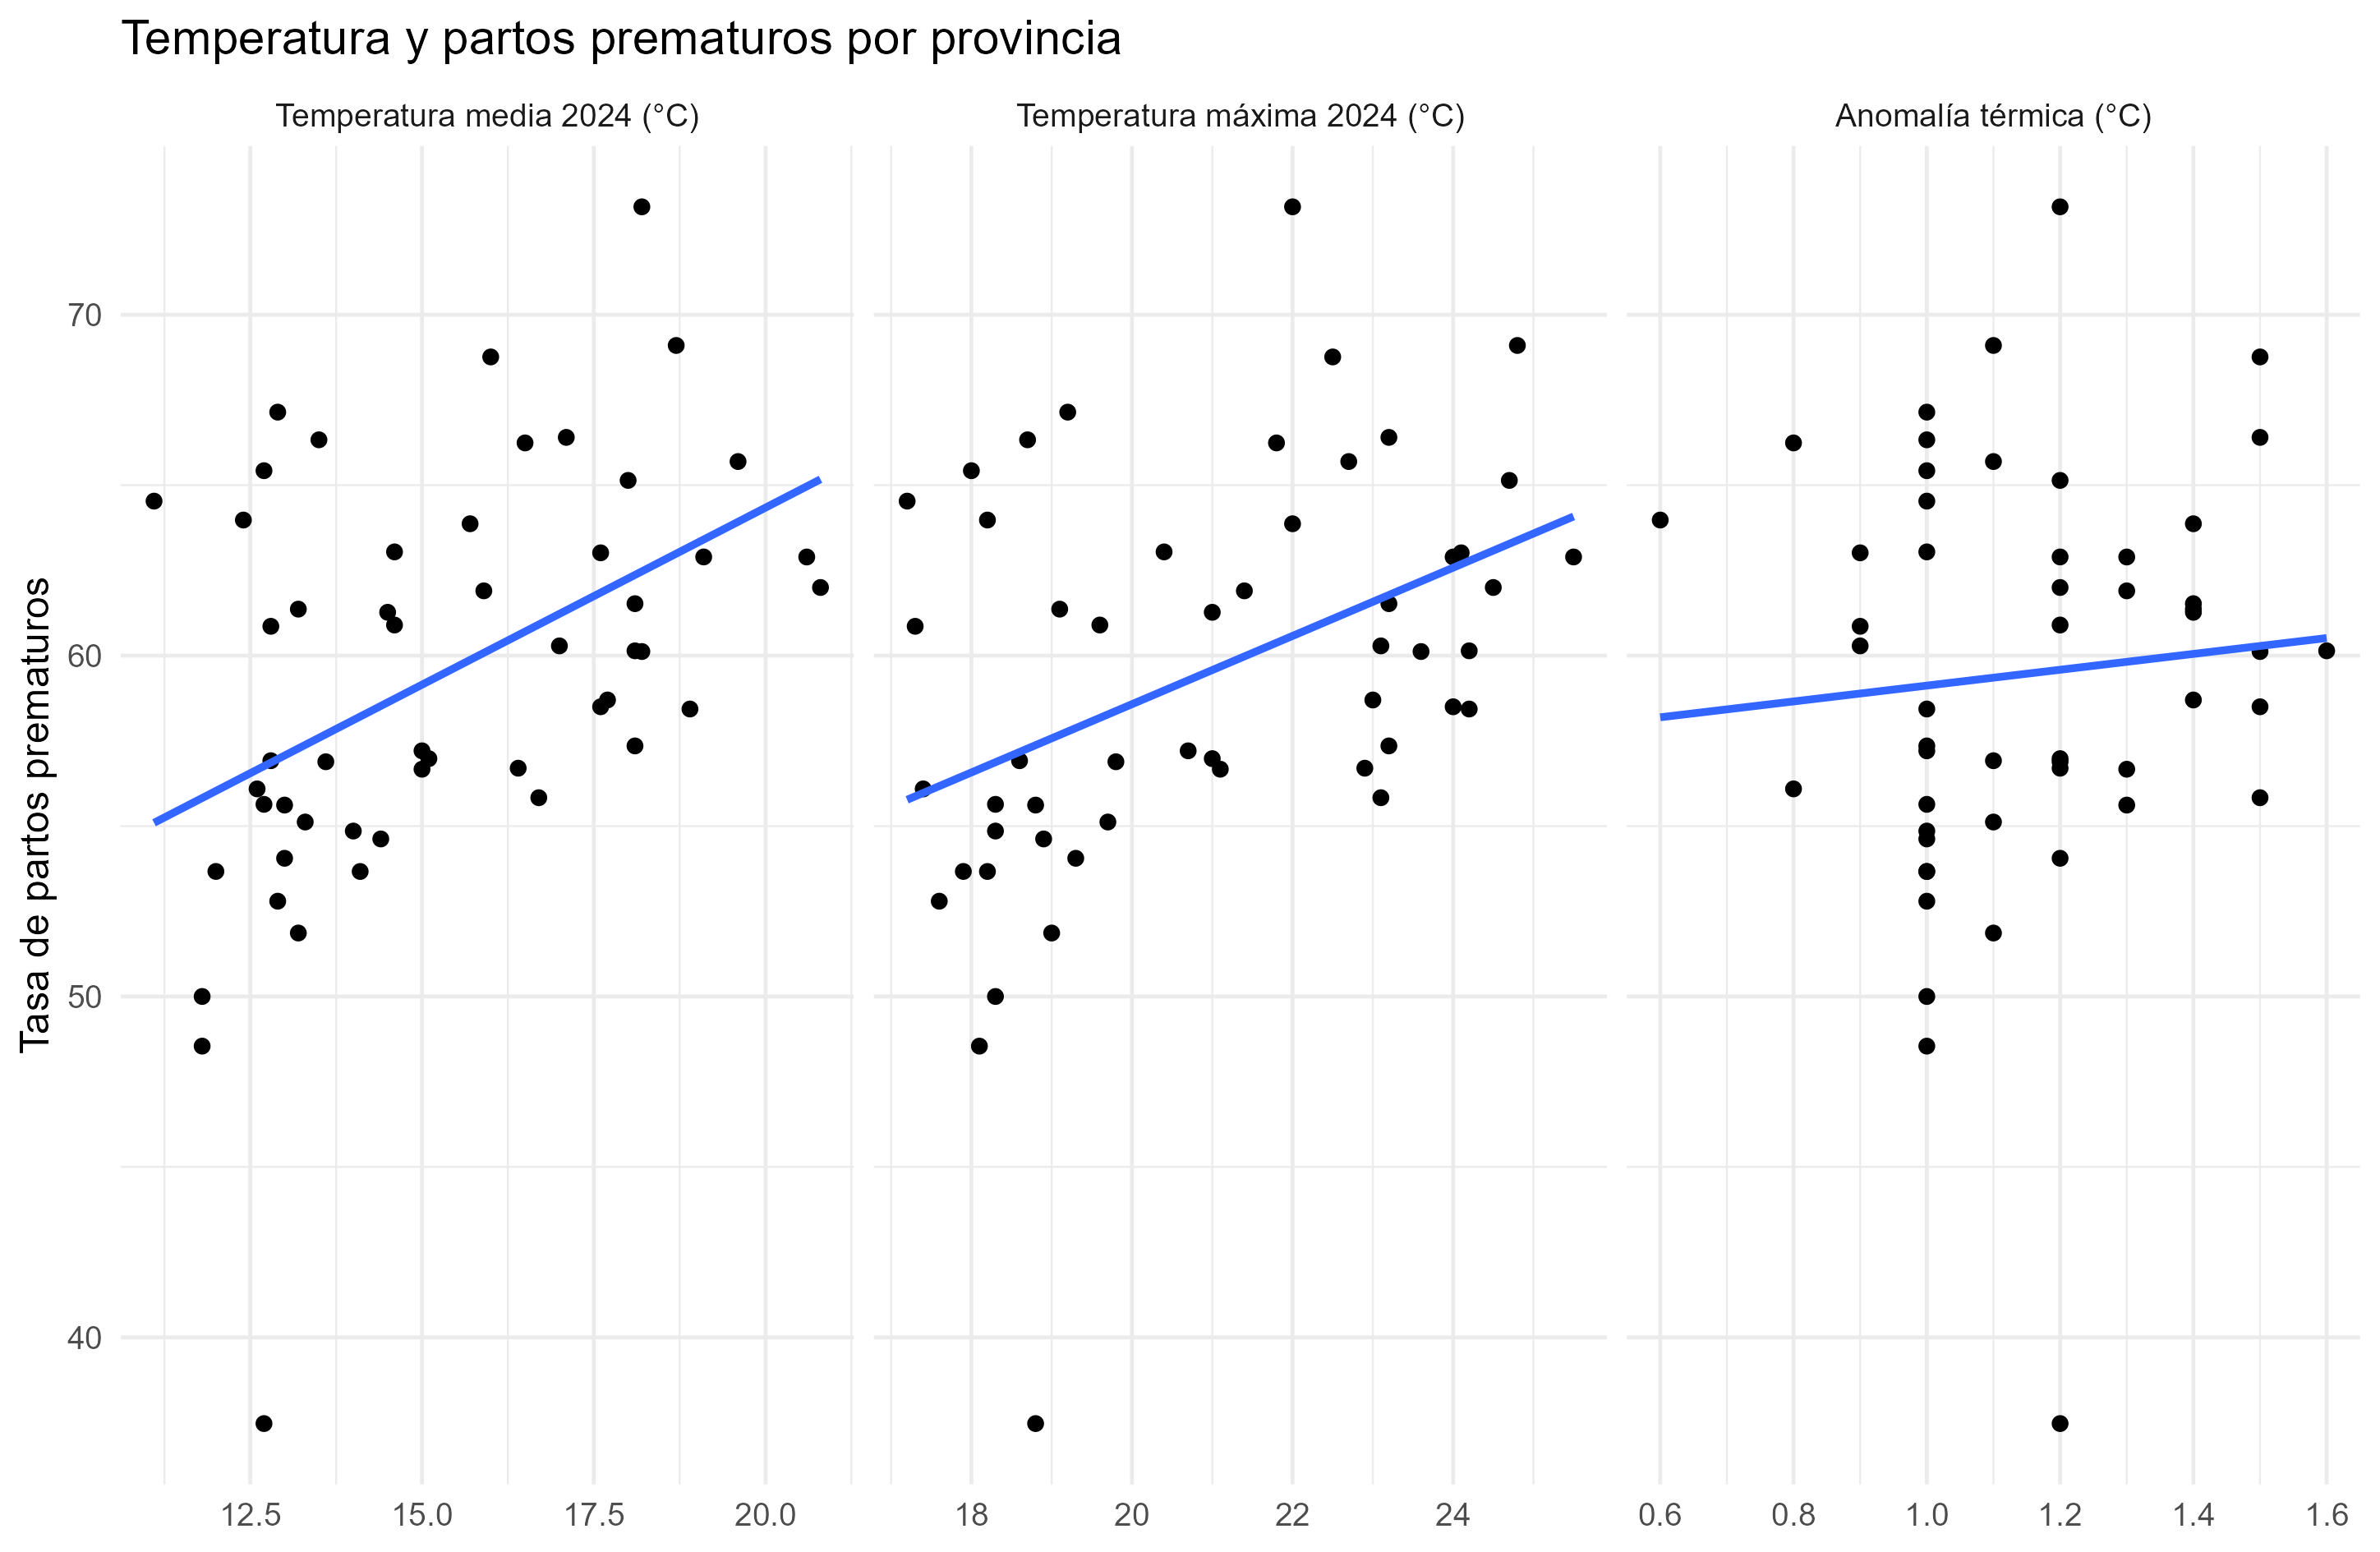 Temperatura y partos prematuros por provincia
Temperatura media 2024 (°C)
Temperatura máxima 2024 (°C)
Anomalía térmica (°C)
Tasa de partos prematuros
70
60
50
40
12.5 15.0 17.5 20.0
18 20 22 24
0.6 0.8 1.0 1.2 1.4 1.6